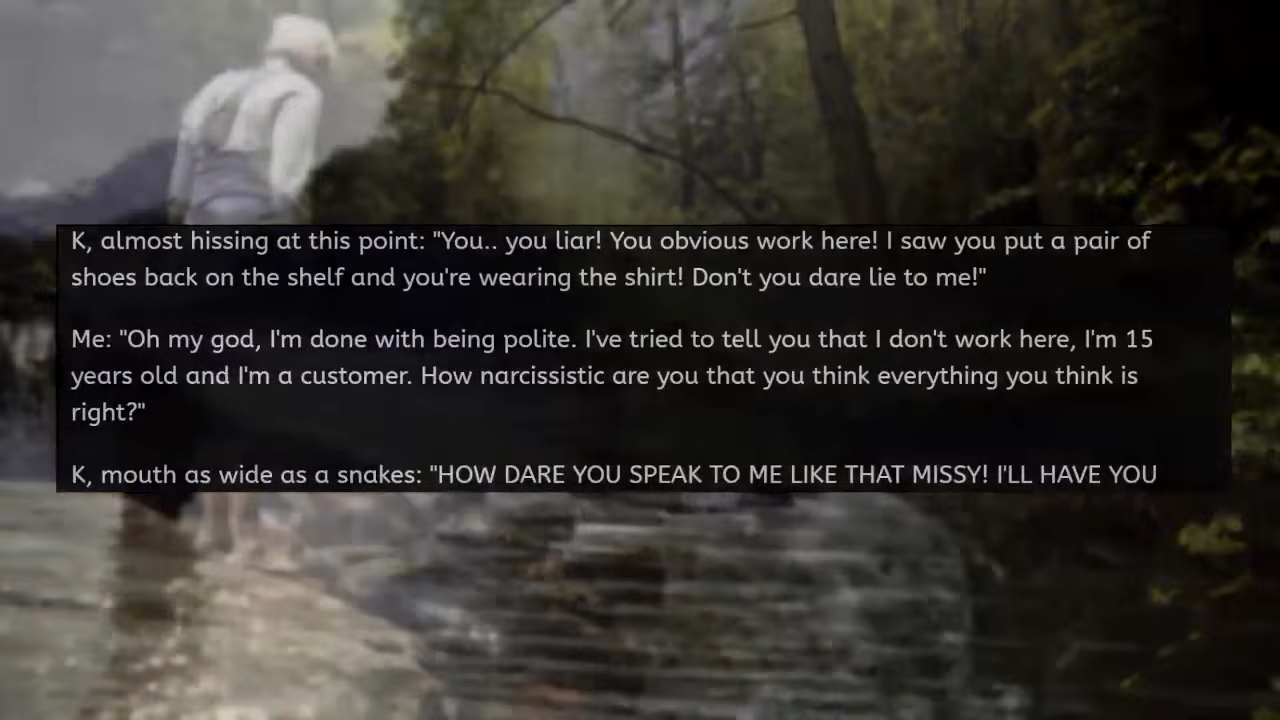 K, almost hissing at this point: "You.. you liar! You obvious work here! I saw you put a pair of
shoes back on the shelf and you're wearing the shirt! Don't you dare lie to me!"
Me: "Oh my god, I'm done with being polite. I've tried to tell you that I don't work here, I'm 15
years old and I'm a customer. How narcissistic are you that you think everything you think is
right?"
K, mouth as wide as a snakes: "HOW DARE YOU SPEAK TO ME LIKE THAT MISSY! I'LL HAVE YOU